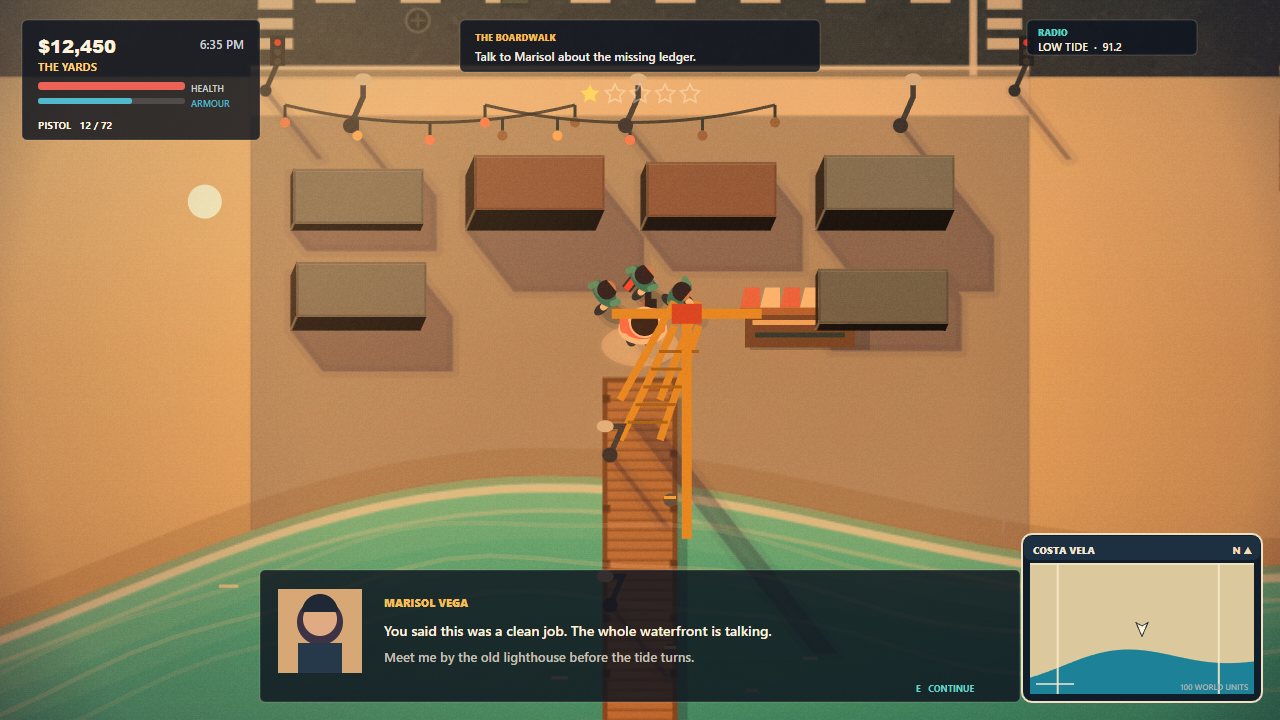 $12,450
6:35 PM
THE YARDS
HEALTH
ARMOUR
PISTOL 12 / 72
THE BOARDWALK
Talk to Marisol about the missing ledger.
RADIO
LOW TIDE · 91.2
MARISOL VEGA
You said this was a clean job. The whole waterfront is talking.
Meet me by the old lighthouse before the tide turns.
E CONTINUE
COSTA VELA
N ▲
100 WORLD UNITS